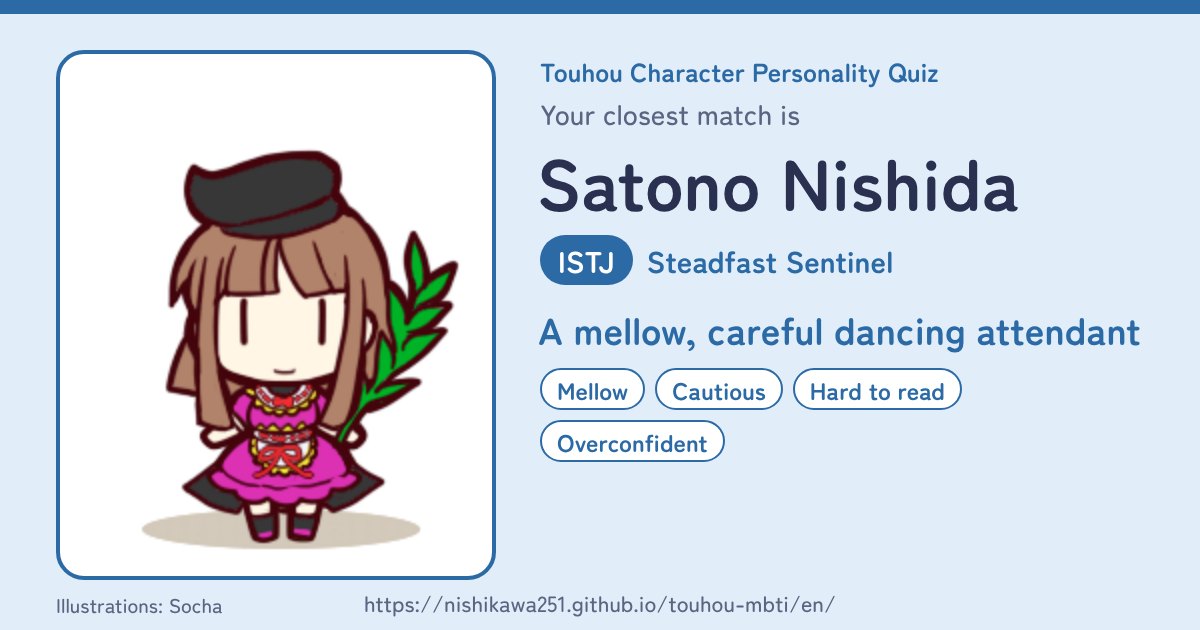 Touhou Character Personality Quiz
Your closest match is
Satono Nishida
ISTJ Steadfast Sentinel
A mellow, careful dancing attendant
Mellow Cautious Hard to read
Overconfident
Illustrations: Socha https://nishikawa251.github.io/touhou-mbti/en/